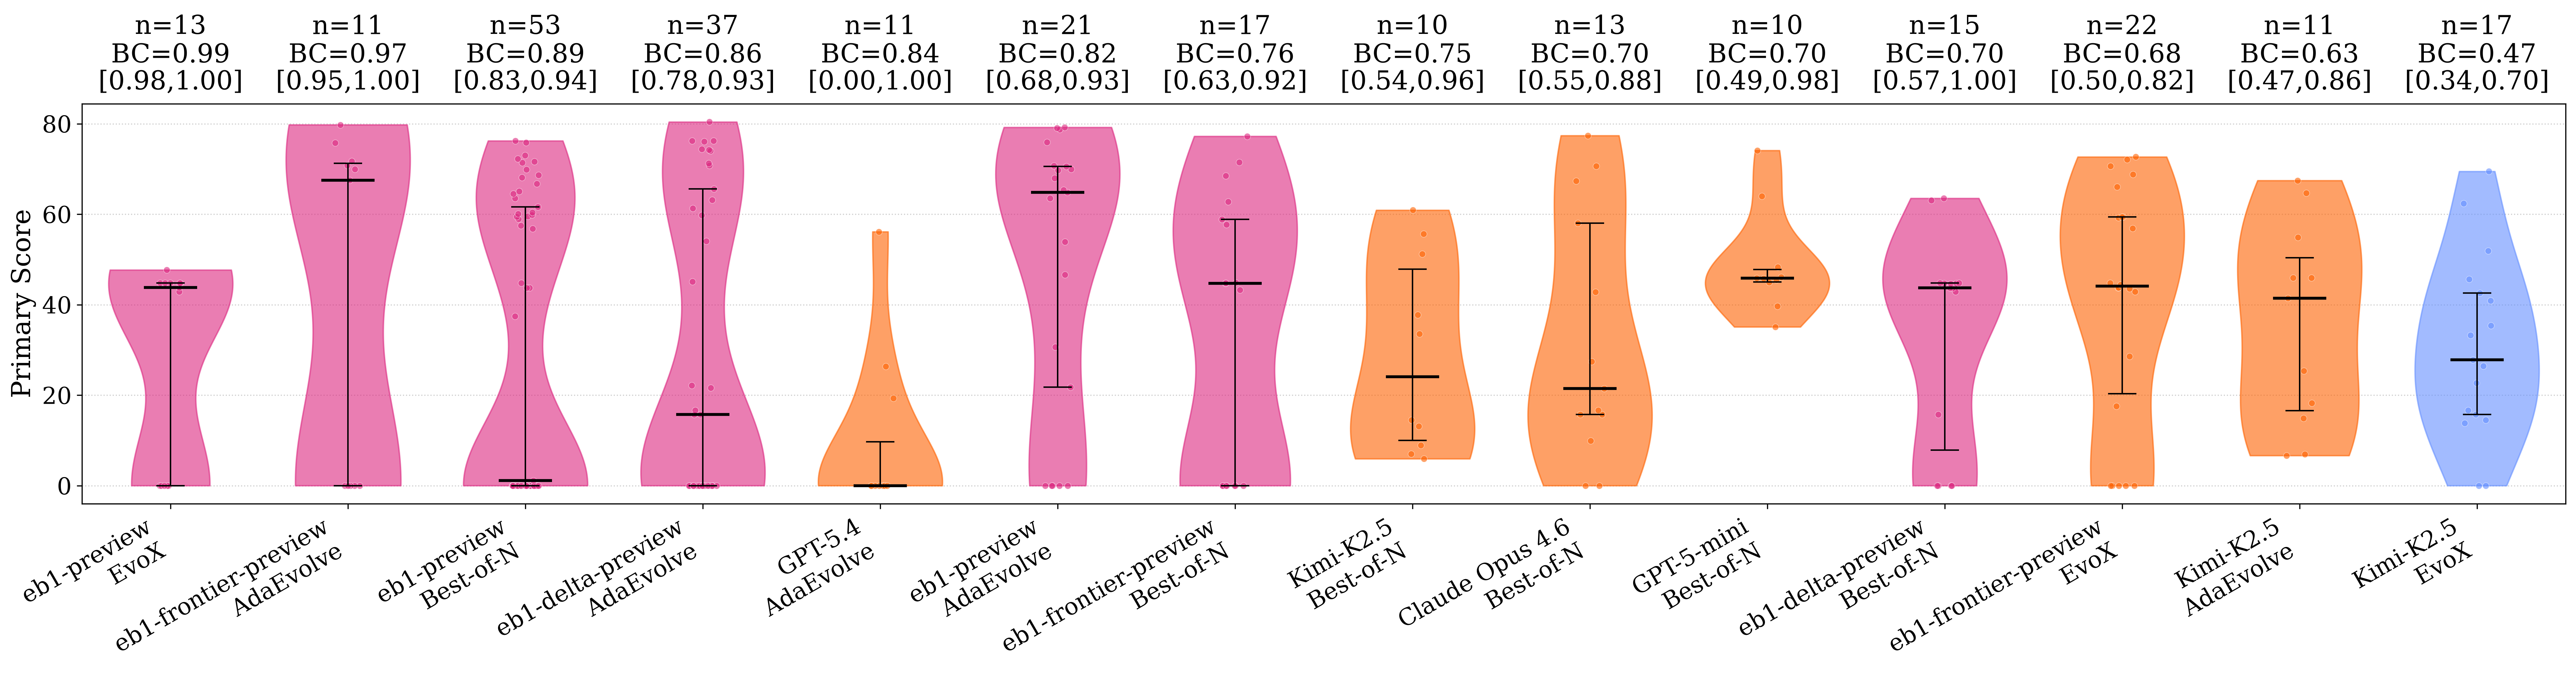 n=13
BC=0.99
[0.98,1.00]
n=11
BC=0.97
[0.95,1.00]
n=53
BC=0.89
[0.83,0.94]
n=37
BC=0.86
[0.78,0.93]
n=11
BC=0.84
[0.00,1.00]
n=21
BC=0.82
[0.68,0.93]
n=17
BC=0.76
[0.63,0.92]
n=10
BC=0.75
[0.54,0.96]
n=13
BC=0.70
[0.55,0.88]
n=10
BC=0.70
[0.49,0.98]
n=15
BC=0.70
[0.57,1.00]
n=22
BC=0.68
[0.50,0.82]
n=11
BC=0.63
[0.47,0.86]
n=17
BC=0.47
[0.34,0.70]
Primary Score
80
60
40
20
0
eb1-preview
EvoX
eb1-frontier-preview
AdaEvolve
eb1-preview
Best-of-N
eb1-delta-preview
AdaEvolve
GPT-5.4
AdaEvolve
eb1-preview
AdaEvolve
eb1-frontier-preview
Best-of-N
Kimi-K2.5
Best-of-N
Claude Opus 4.6
Best-of-N
GPT-5-mini
Best-of-N
eb1-delta-preview
Best-of-N
eb1-frontier-preview
EvoX
Kimi-K2.5
AdaEvolve
Kimi-K2.5
EvoX